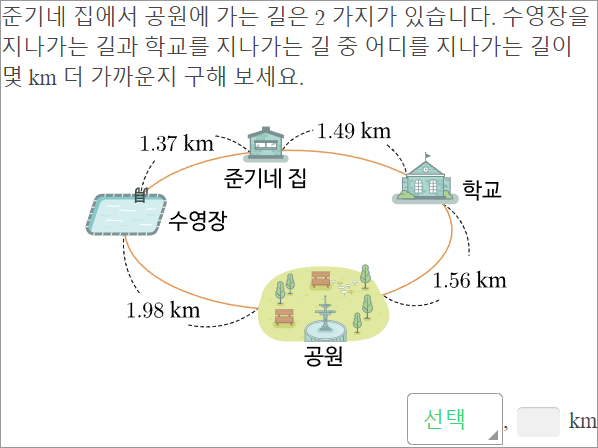 준기네 집에서 공원에 가는 길은 2 가지가 있습니다. 수영장을
지나가는 길과 학교를 지나가는 길 중 어디를 지나가는 길이
몇 km 더 가까운지 구해 보세요.
1.37 km
1.49 km
준기네 집
학교
수영장
1.56 km
1.98 km
공원
선택 , km